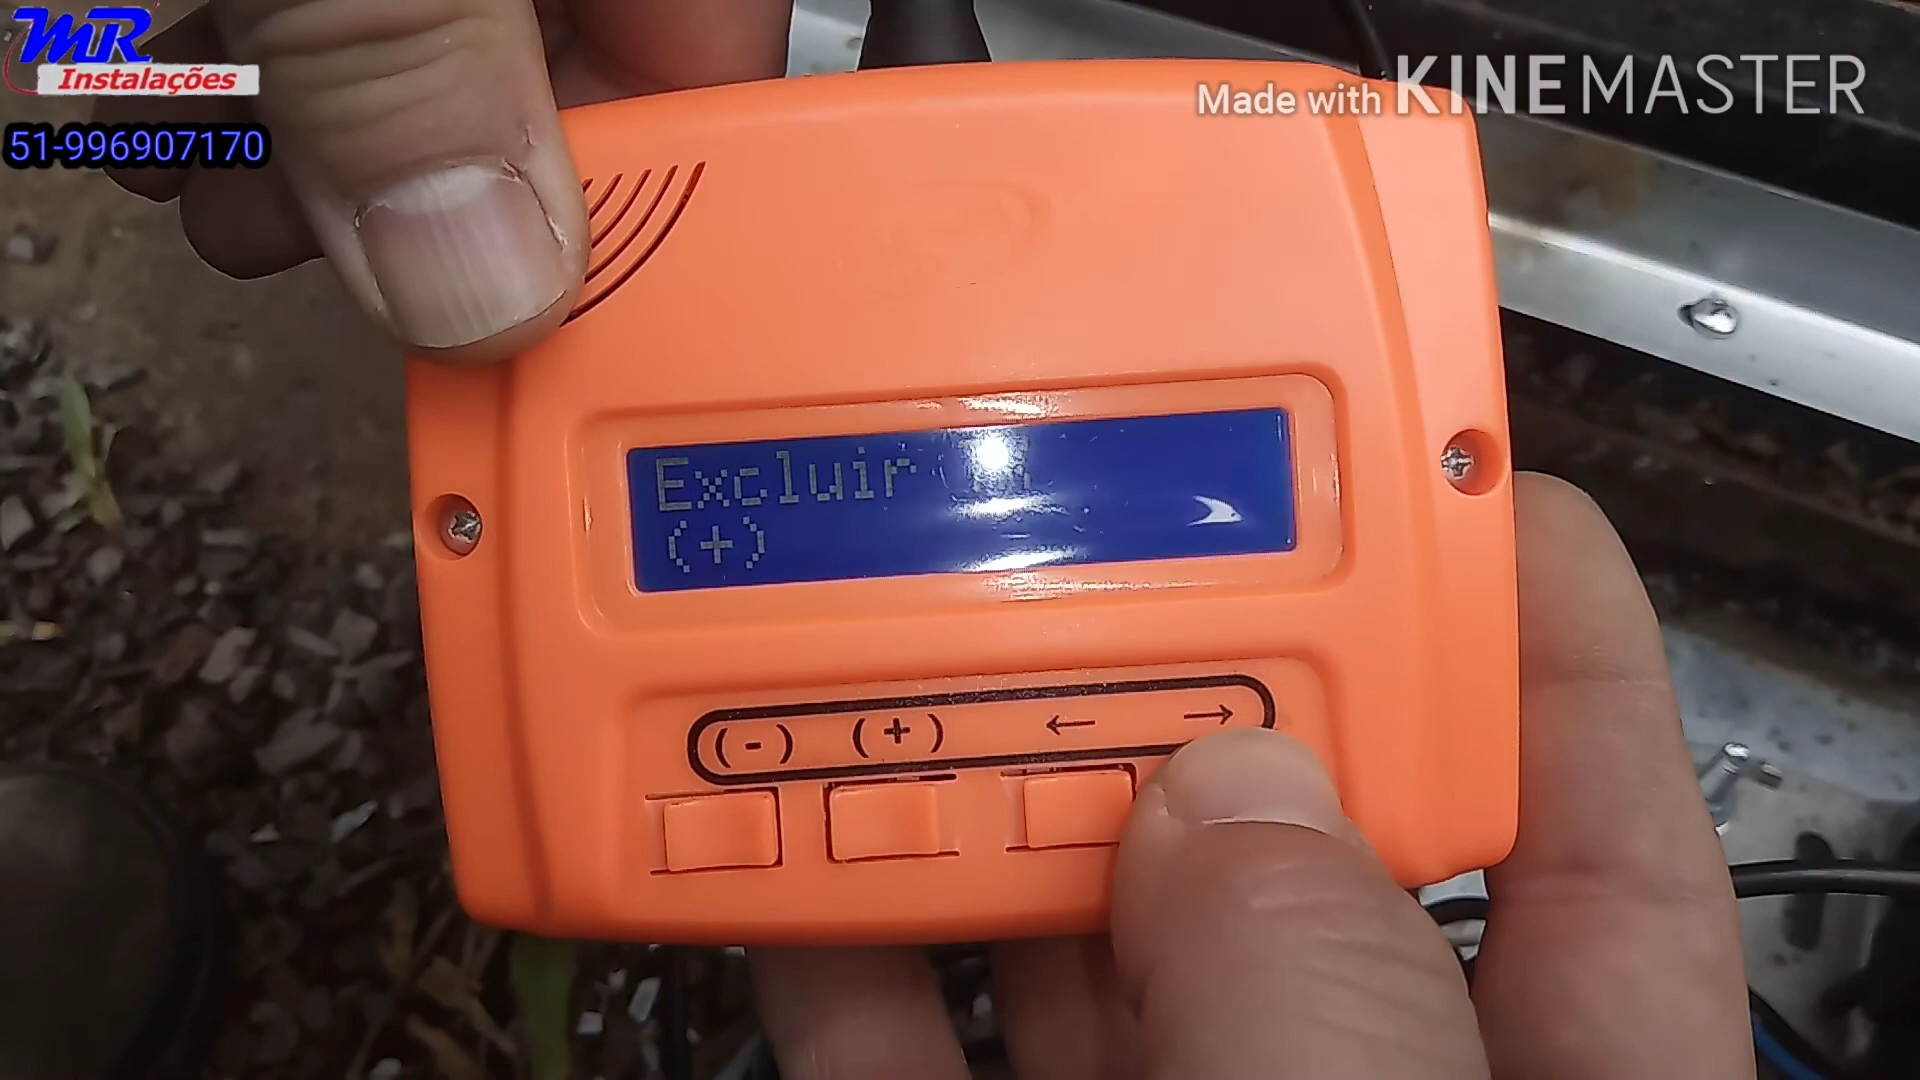 MR
Instalações
51-996907170
Made with KINEMASTER
Excluir
(+)
(-) (+) ← →